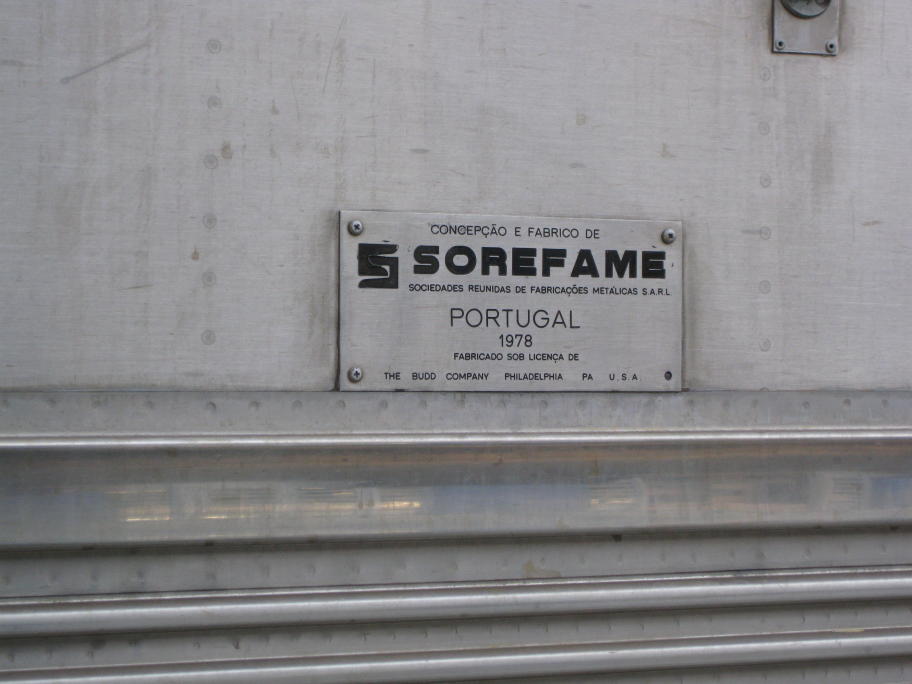 CONCEPÇÃO E FABRICO DE
SOREFAME
SOCIEDADES REUNIDAS DE FABRICAÇÕES METÁLICAS S.A.R.L
PORTUGAL
1978
FABRICADO SOB LICENÇA DE
THE BUDD COMPANY PHILADELPHIA PA U.S.A